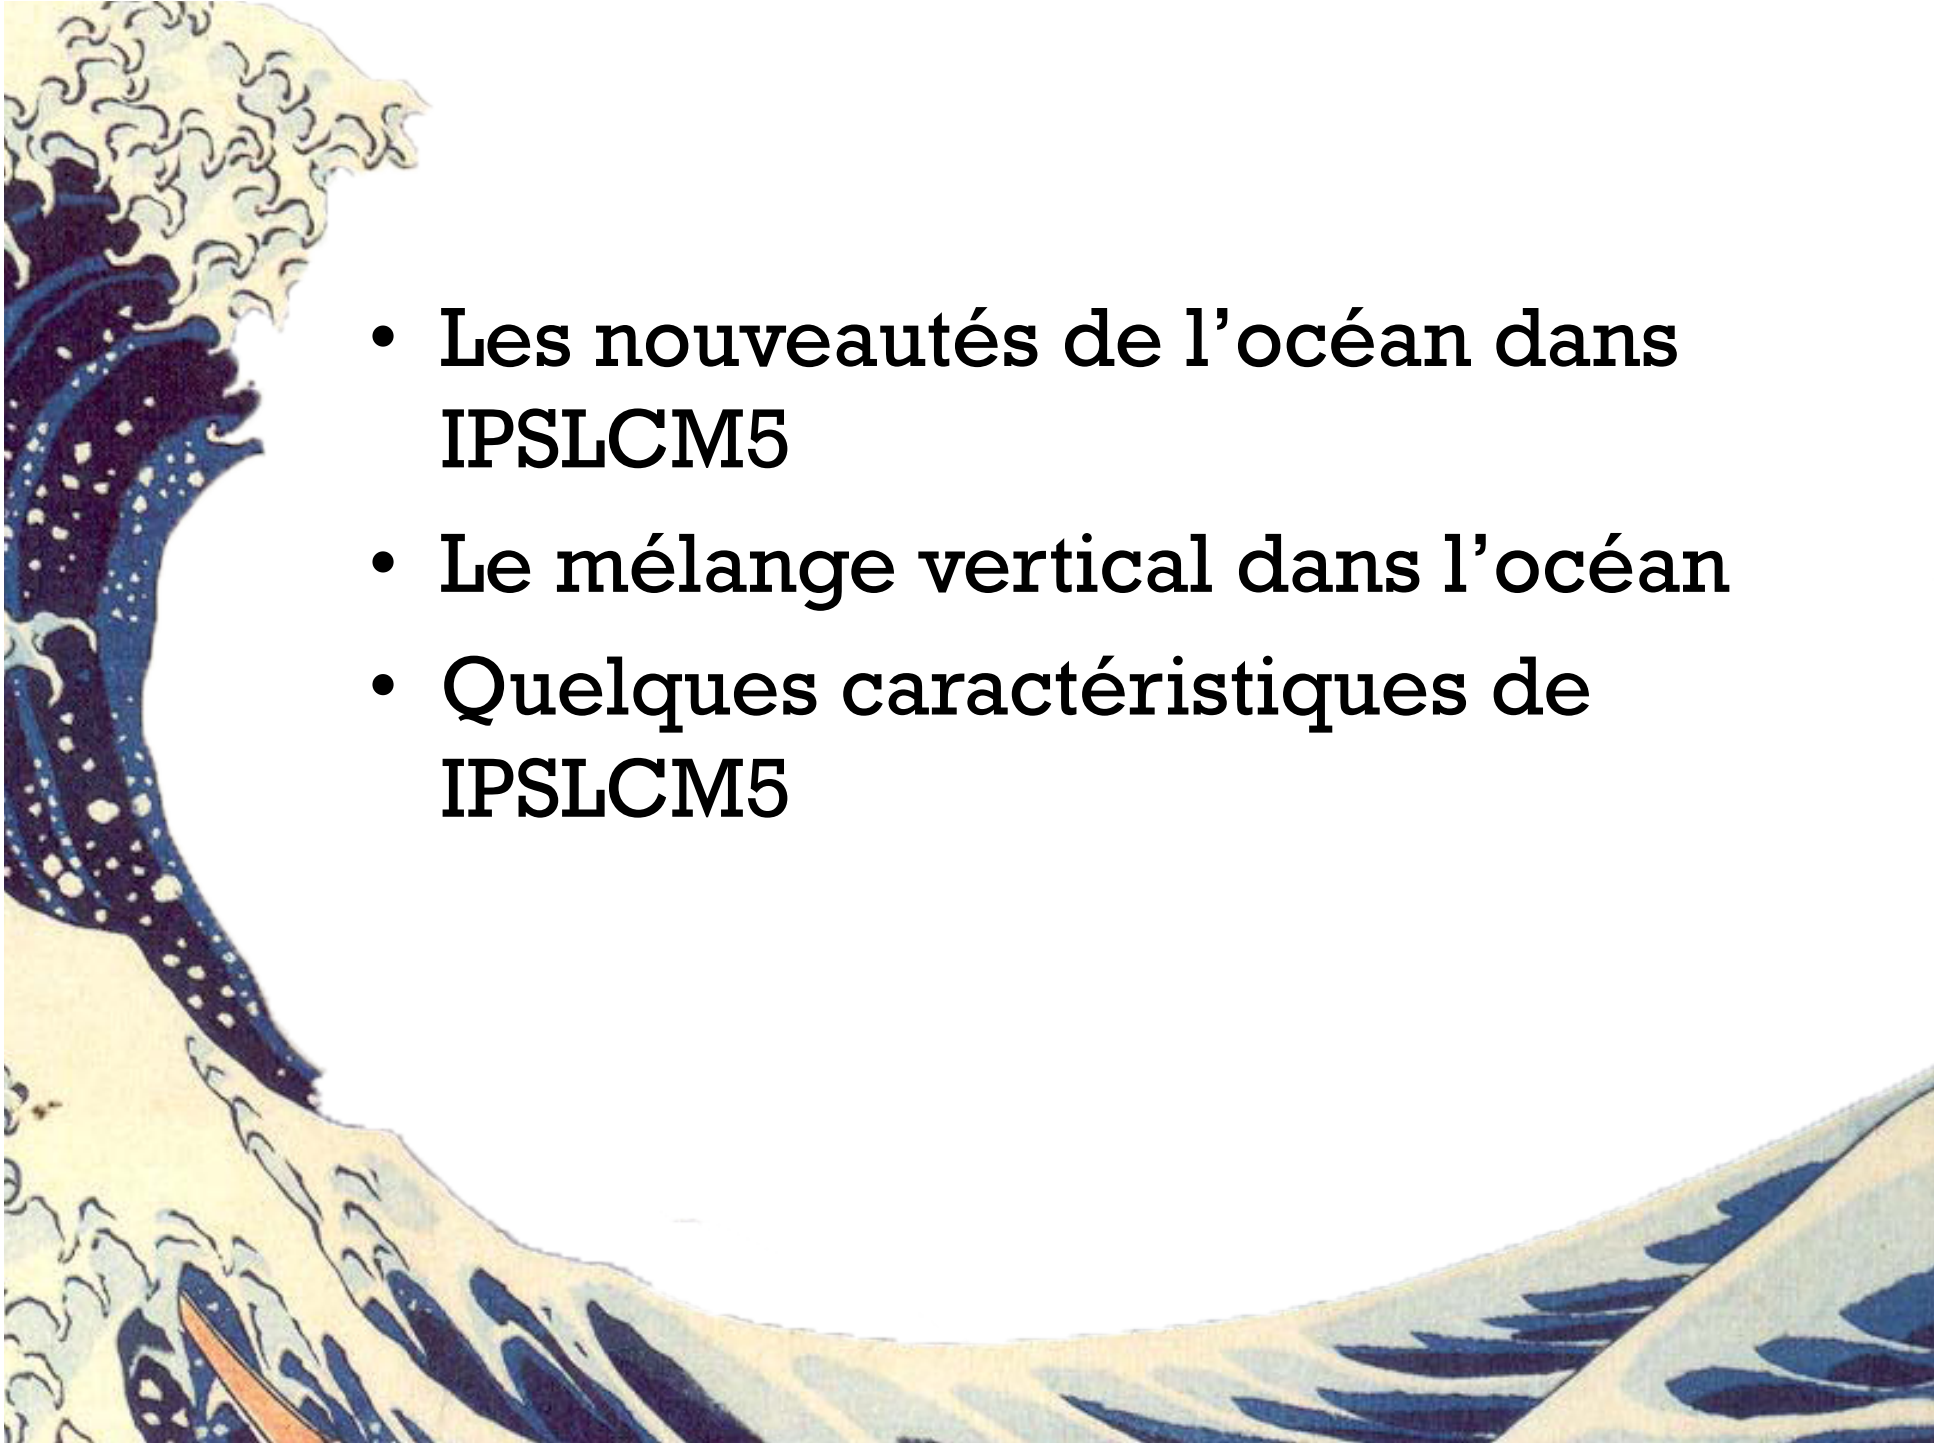 • Les nouveautés de l’océan dans
IPSLCM5
• Le mélange vertical dans l’océan
• Quelques caractéristiques de
IPSLCM5